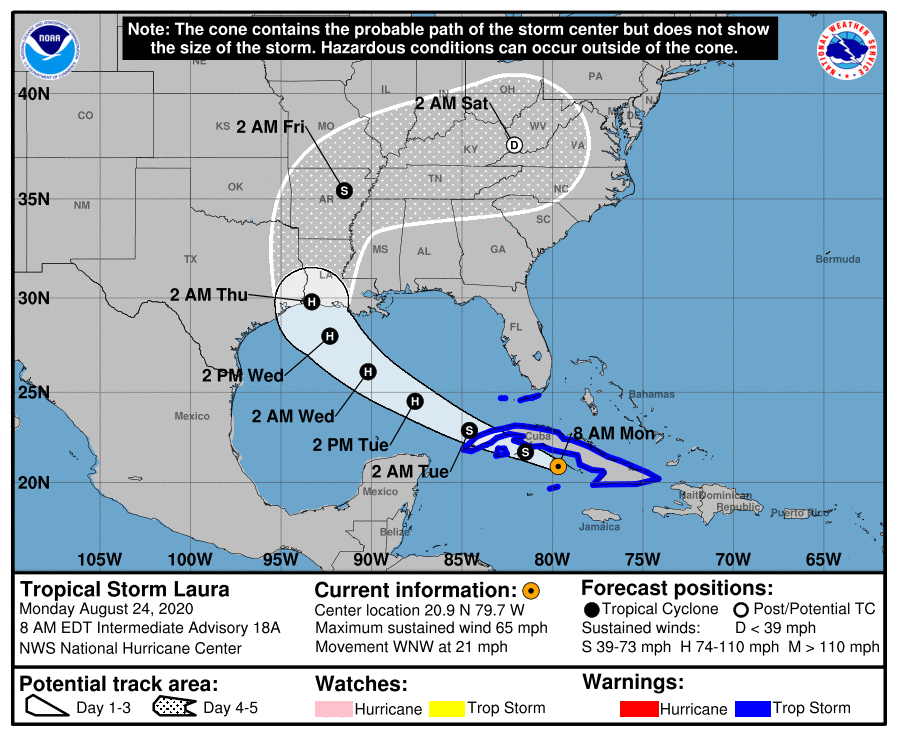 Note: The cone contains the probable path of the storm center but does not show
the size of the storm. Hazardous conditions can occur outside of the cone.
NOAA
NATIONAL WEATHER SERVICE
NE
IL
IN
OH
PA
NJ
40N
CO
KS
MO
2 AM Sat
WV
DE
2 AM Fri
D
KY
VA
OK
S
AR
TN
NC
35N
NM
SC
MS
AL
GA
TX
Bermuda
LA
30N
2 AM Thu
H
H
FL
2 PM Wed
H
25N
Bahamas
2 AM Wed
H
Mexico
2 PM Tue
S
Cuba
8 AM Mon
S
2 AM Tue
20N
Mexico
Haiti
Dominican
Republic
Puerto Rico
Jamaica
Belize
105W 100W 95W 90W 85W 80W 75W 70W 65W
Tropical Storm Laura
Monday August 24, 2020
8 AM EDT Intermediate Advisory 18A
NWS National Hurricane Center
Current information:
Center location 20.9 N 79.7 W
Maximum sustained wind 65 mph
Movement WNW at 21 mph
Forecast positions:
Tropical Cyclone Post/Potential TC
Sustained winds: D < 39 mph
S 39-73 mph H 74-110 mph M > 110 mph
Potential track area:
Day 1-3 Day 4-5
Watches:
Hurricane Trop Storm
Warnings:
Hurricane Trop Storm